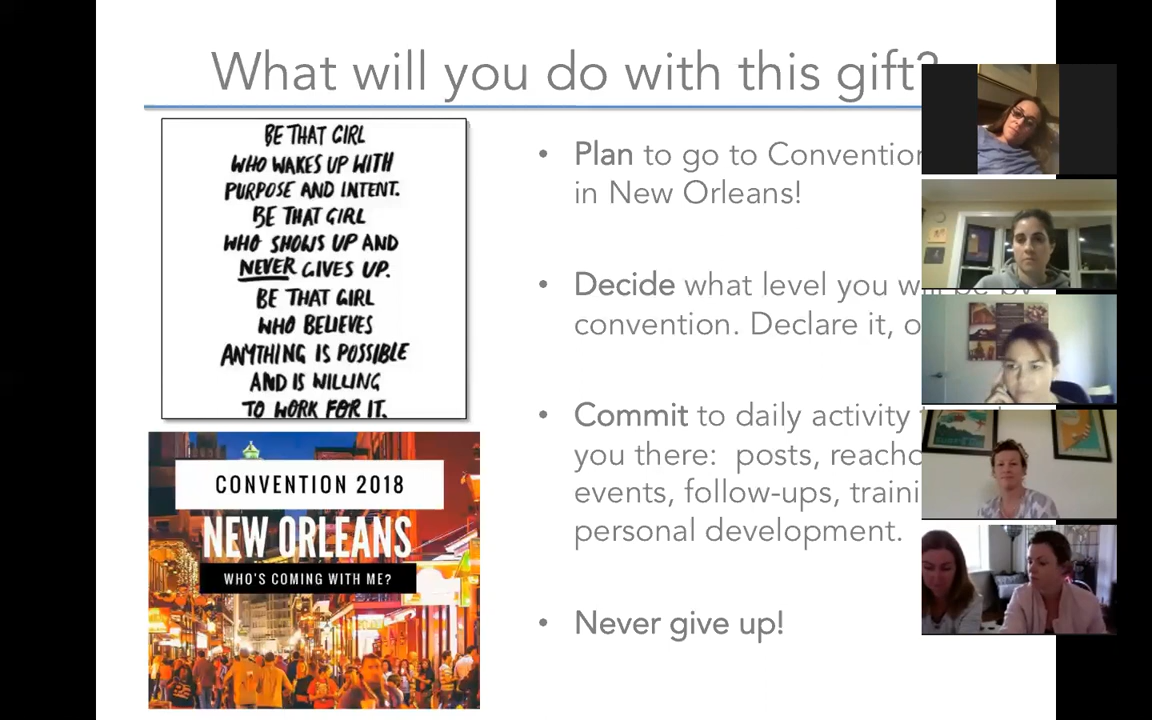 What will you do with this gift?
BE THAT GIRL
WHO WAKES UP WITH
PURPOSE AND INTENT.
BE THAT GIRL
WHO SHOWS UP AND
NEVER GIVES UP.
BE THAT GIRL
WHO BELIEVES
ANYTHING IS POSSIBLE
AND IS WILLING
TO WORK FOR IT.
CONVENTION 2018
NEW ORLEANS
WHO'S COMING WITH ME?
• Plan to go to Convention
in New Orleans!
• Decide what level you will be by
convention. Declare it,
• Commit to daily activity
you there: posts,
events, follow-ups,
personal development.
• Never give up!